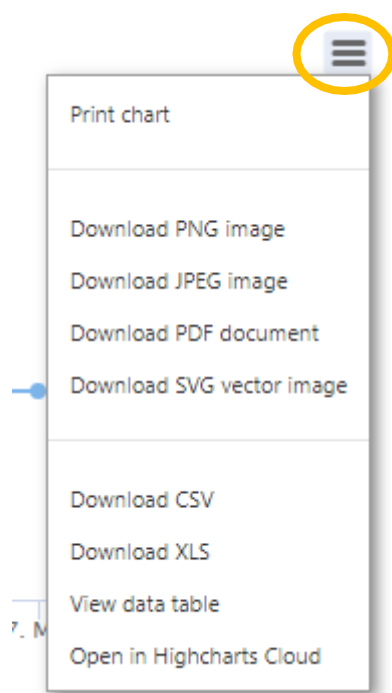 Print chart
Download PNG image
Download JPEG image
Download PDF document
Download SVG vector image
Download CSV
Download XLS
View data table
7. M
Open in Highcharts Cloud